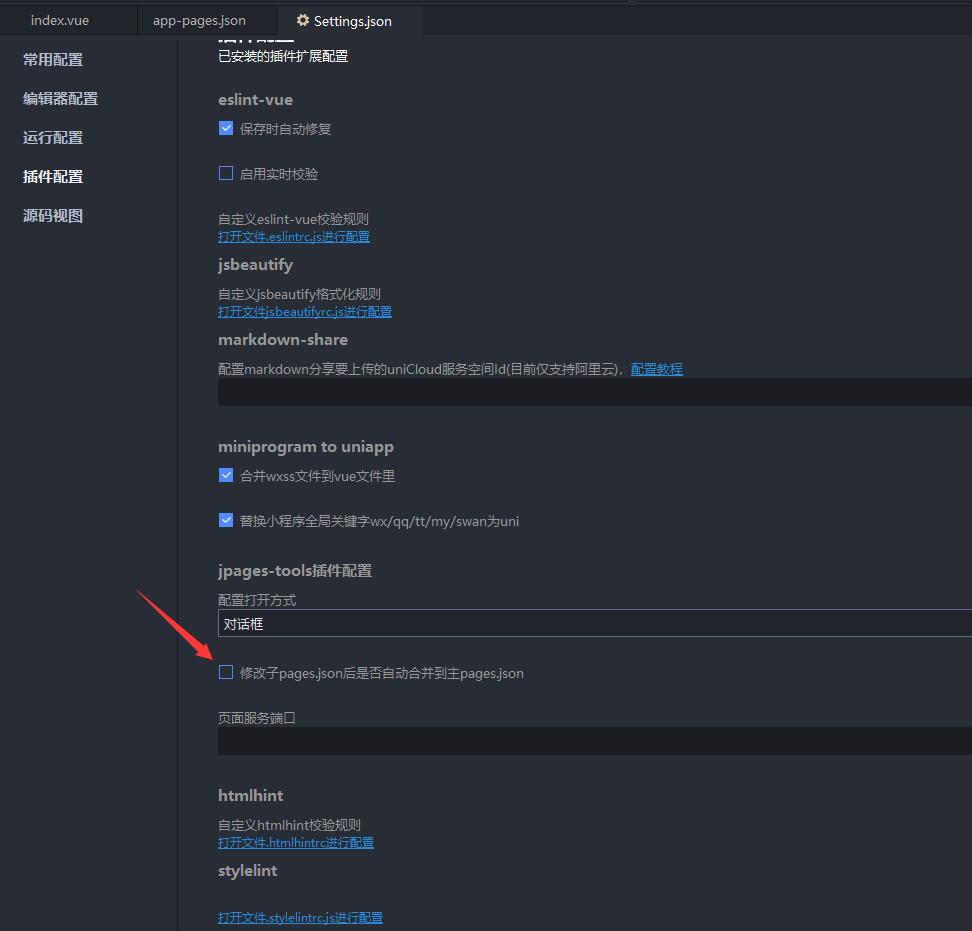 index.vue
app-pages.json
Settings.json
常用配置
编辑器配置
运行配置
插件配置
源码视图
插件配置
已安装的插件扩展配置
eslint-vue
保存时自动修复
启用实时校验
自定义eslint-vue校验规则
打开文件.eslintrc.js进行配置
jsbeautify
自定义jsbeautify格式化规则
打开文件jsbeautifyrc.js进行配置
markdown-share
配置markdown分享要上传的uniCloud服务空间Id(目前仅支持阿里云)，配置教程
miniprogram to uniapp
合并wxss文件到vue文件里
替换小程序全局关键字wx/qq/tt/my/swan为uni
jpages-tools插件配置
配置打开方式
对话框
修改子pages.json后是否自动合并到主pages.json
页面服务端口
htmlhint
自定义htmlhint校验规则
打开文件.htmlhintrc进行配置
stylelint
打开文件.stylelintrc.js进行配置